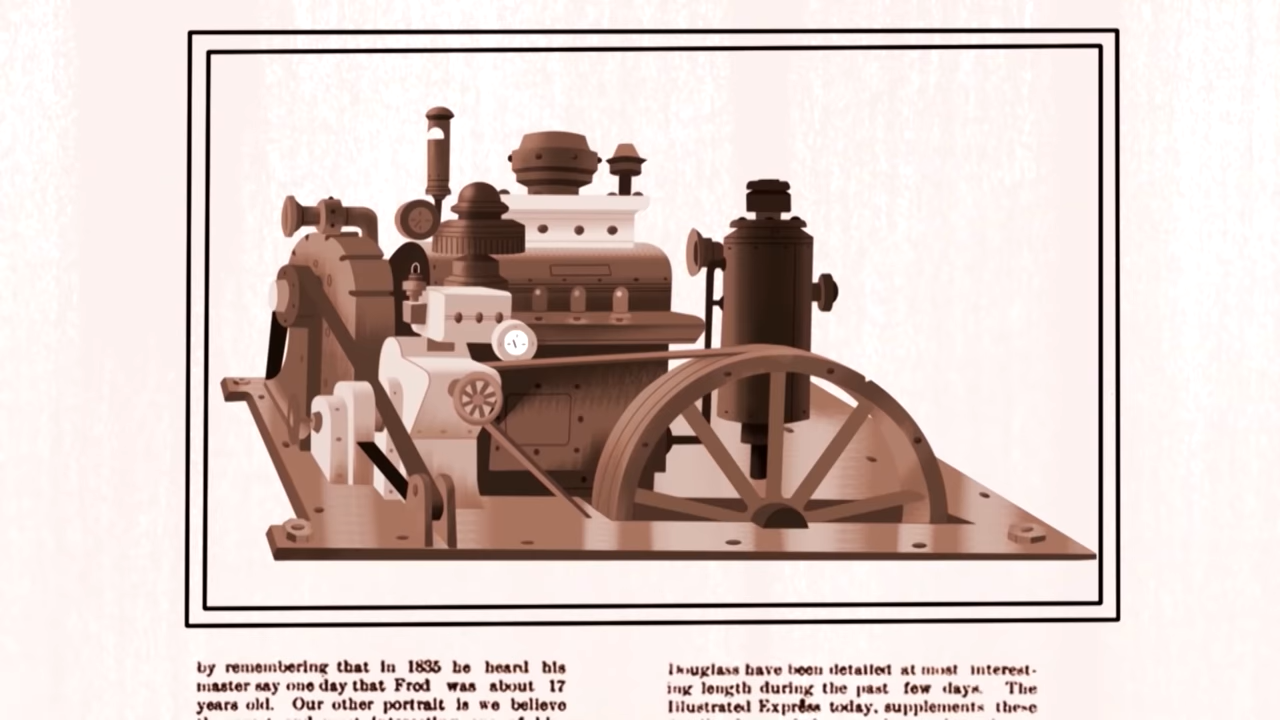 by remembering that in 1835 he heard his
master say one day that Fred was about 17
years old. Our other portrait is we believe
Douglass have been detailed at most interest-
ing length during the past few days. The
Illustrated Express today, supplements these